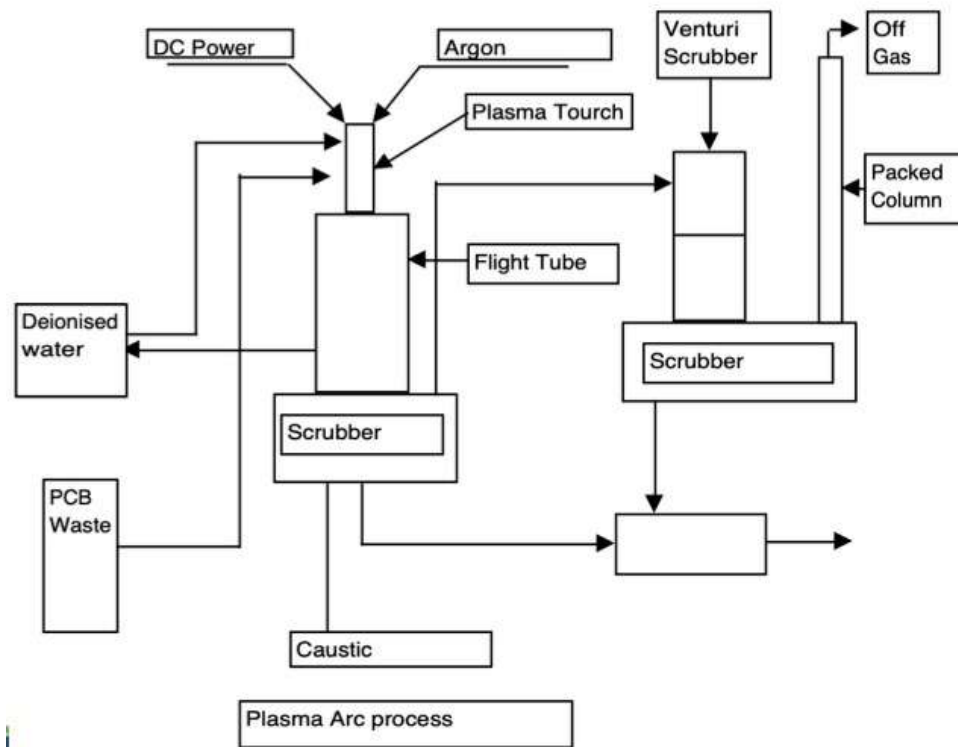 DC Power
Argon
Venturi
Scrubber
Off
Gas
Plasma Tourch
Packed
Column
Flight Tube
Deionised
water
Scrubber
Scrubber
PCB
Waste
Caustic
Plasma Arc process